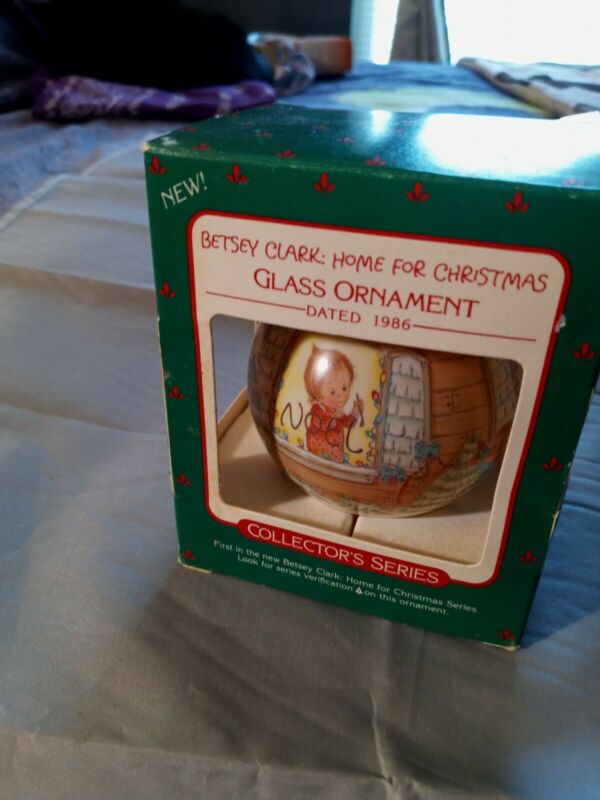 NEW!
BETSEY CLARK: HOME FOR CHRISTMAS
GLASS ORNAMENT
DATED 1986
NOEL
COLLECTOR'S SERIES
First in the new Betsey Clark: Home for Christmas Series.
Look for series verification on this ornament.